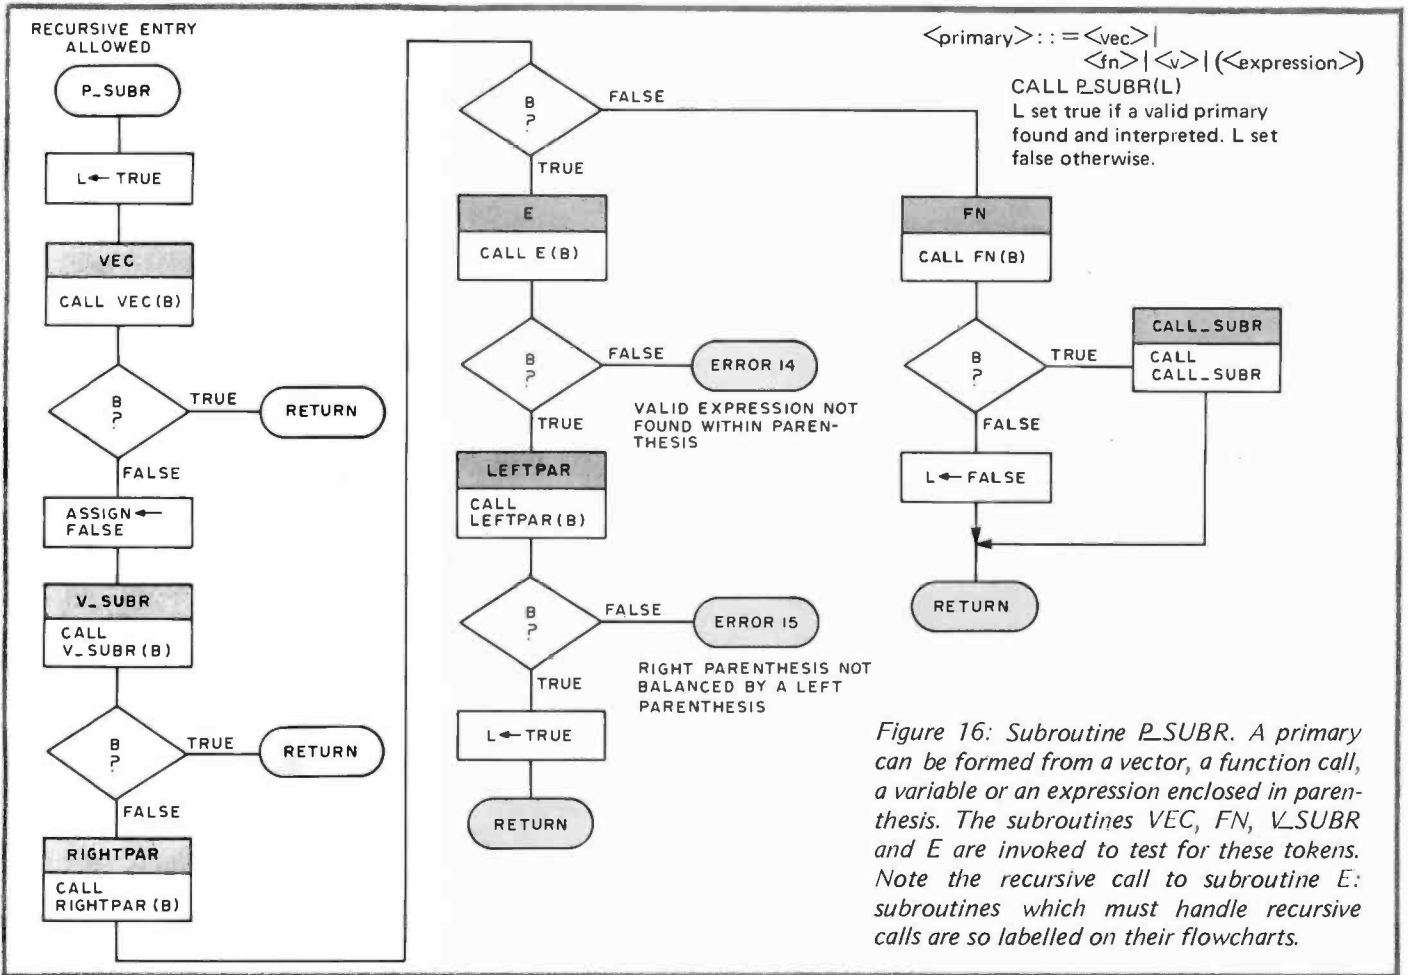 RECURSIVE ENTRY
ALLOWED
P_SUBR
L ← TRUE
VEC
CALL VEC(B)
B
?
TRUE
RETURN
FALSE
ASSIGN ←
FALSE
V_SUBR
CALL
V_SUBR(B)
B
?
TRUE
RETURN
FALSE
RIGHTPAR
CALL
RIGHTPAR(B)
B
?
FALSE
TRUE
E
CALL E(B)
B
?
FALSE
ERROR 14
VALID EXPRESSION NOT
FOUND WITHIN PAREN-
THESIS
TRUE
LEFTPAR
CALL
LEFTPAR(B)
B
?
FALSE
ERROR 15
RIGHT PARENTHESIS NOT
BALANCED BY A LEFT
PARENTHESIS
TRUE
L ← TRUE
RETURN
<primary>::=<vec>|
<fn>|<v>|(<expression>)
CALL P_SUBR(L)
L set true if a valid primary
found and interpreted. L set
false otherwise.
FN
CALL FN(B)
B
?
TRUE
CALL_SUBR
CALL
CALL_SUBR
FALSE
L ← FALSE
RETURN
Figure 16: Subroutine P_SUBR. A primary
can be formed from a vector, a function call,
a variable or an expression enclosed in paren-
thesis. The subroutines VEC, FN, V_SUBR
and E are invoked to test for these tokens.
Note the recursive call to subroutine E:
subroutines which must handle recursive
calls are so labelled on their flowcharts.